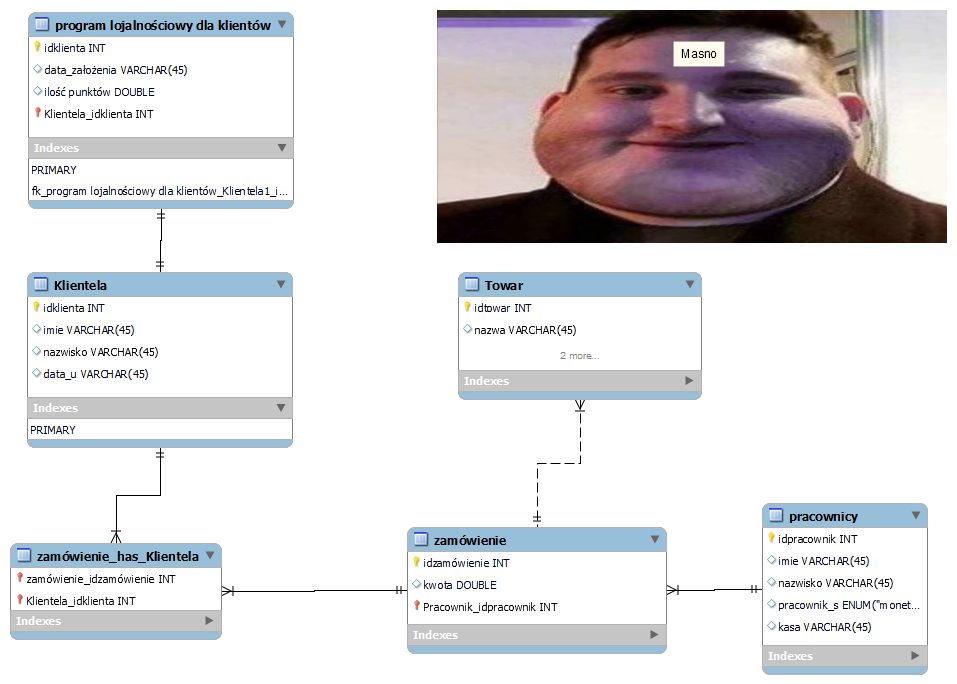 program lojalnościowy dla klientów
idklienta INT
data_założenia VARCHAR(45)
ilość punktów DOUBLE
Klientela_idklienta INT
Indexes
PRIMARY
fk_program lojalnościowy dla klientów_Klientela1_i...
Masno
Klientela
idklienta INT
imie VARCHAR(45)
nazwisko VARCHAR(45)
data_u VARCHAR(45)
Indexes
PRIMARY
Towar
idtowar INT
nazwa VARCHAR(45)
2 more...
Indexes
zamówienie_has_Klientela
zamówienie_idzamówienie INT
Klientela_idklienta INT
Indexes
zamówienie
idzamówienie INT
kwota DOUBLE
Pracownik_idpracownik INT
Indexes
pracownicy
idpracownik INT
imie VARCHAR(45)
nazwisko VARCHAR(45)
pracownik_s ENUM("monet...
kasa VARCHAR(45)
Indexes